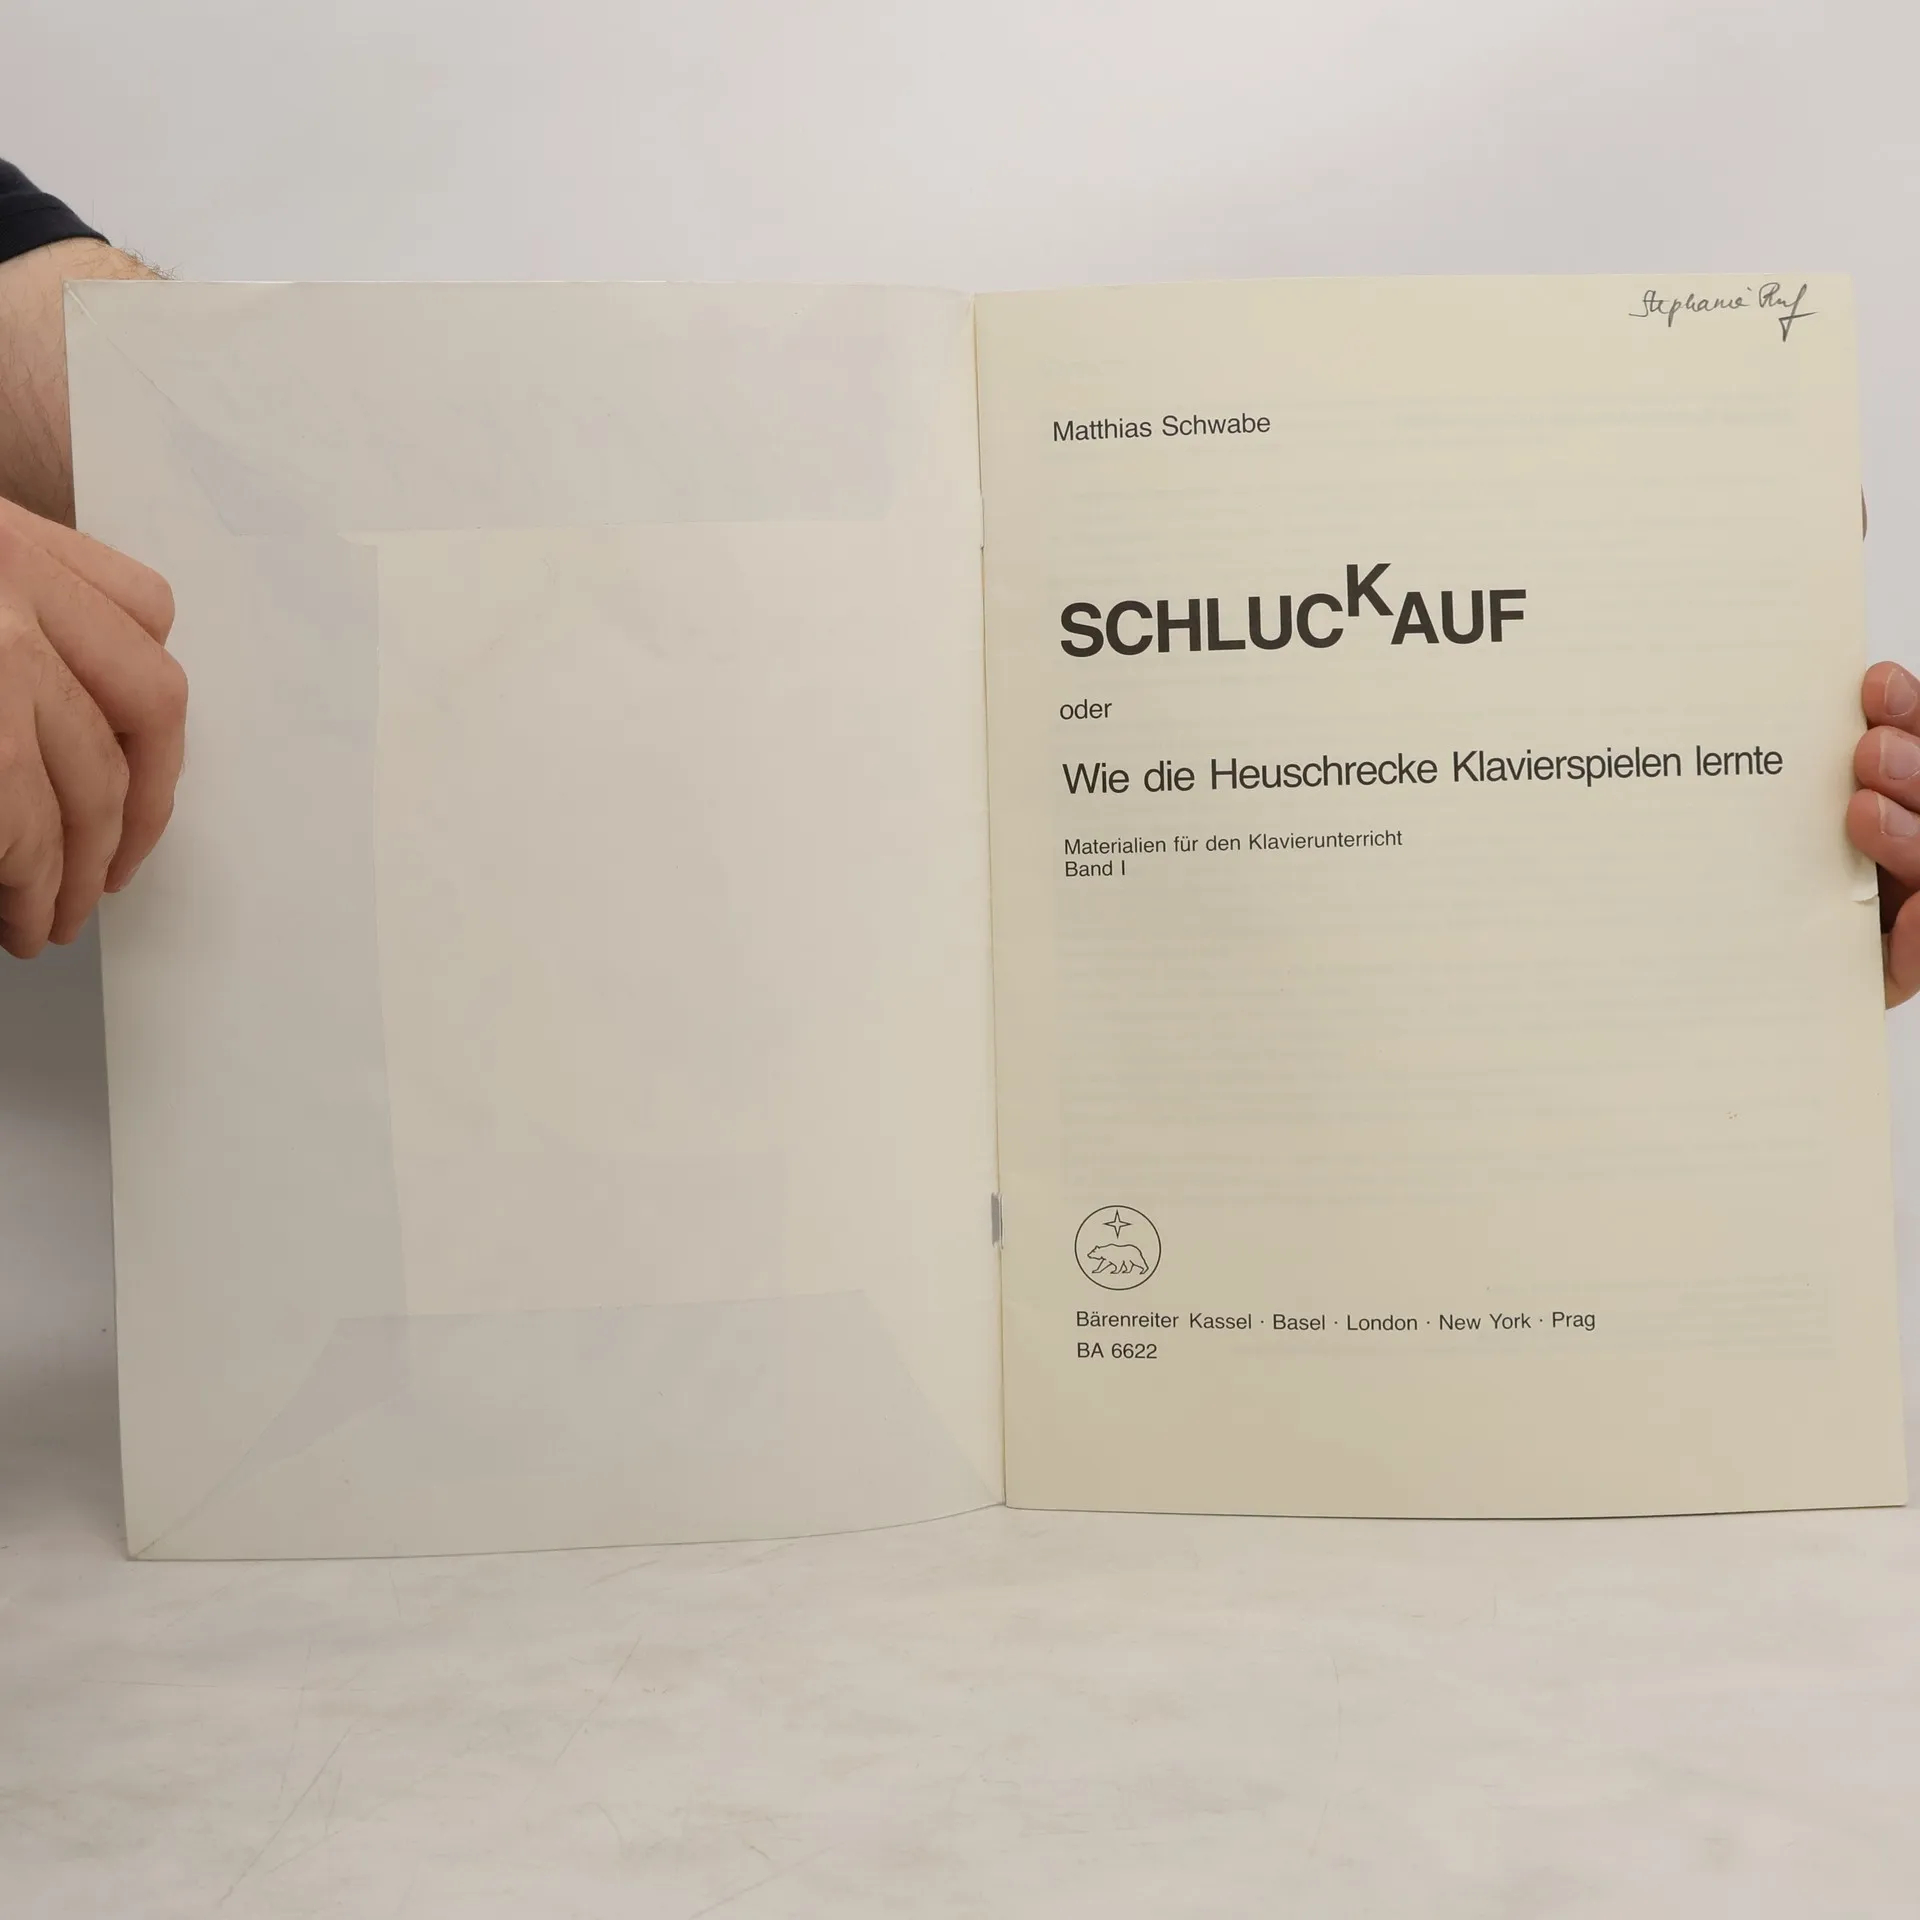 Stephanie Ruf
Matthias Schwabe
SCHLUCKAUF
oder
Wie die Heuschrecke Klavierspielen lernte
Materialien für den Klavierunterricht
Band I
Bärenreiter Kassel · Basel · London · New York · Prag
BA 6622